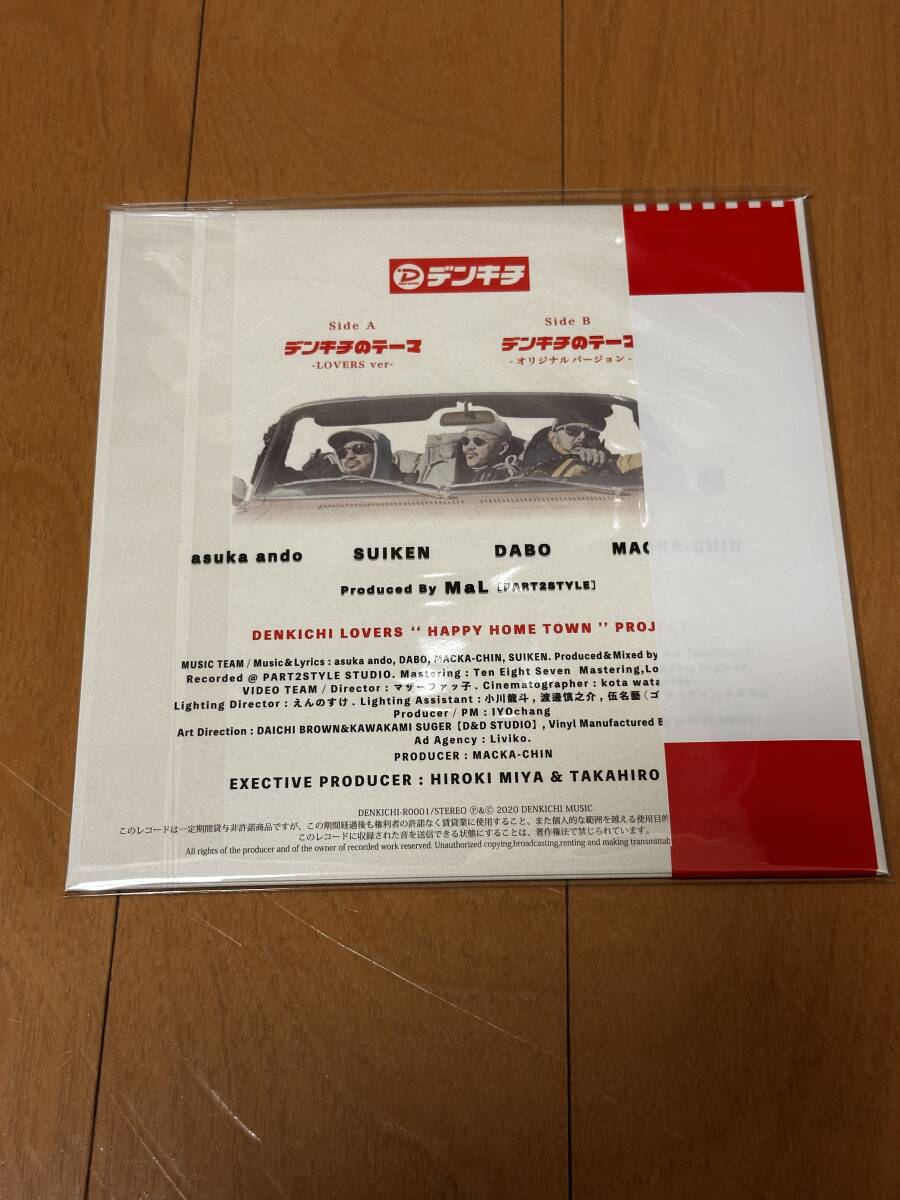 デンキチ
Side A
デンキチのテーマ
-LOVERS ver-
Side B
デンキチのテーマ
- オリジナルバージョン -
asuka ando SUIKEN DABO MACKA-CHIN
Produced By MaL [PART2STYLE]
DENKICHI LOVERS “ HAPPY HOME TOWN ” PROJECT
MUSIC TEAM / Music&Lyrics : asuka ando, DABO, MACKA-CHIN, SUIKEN. Produced&Mixed by
Recorded @ PART2STYLE STUDIO. Mastering : Ten Eight Seven Mastering,Lo
VIDEO TEAM / Director : マザーファッ子 . Cinematographer : kota wata
Lighting Director : えんのすけ . Lighting Assistant : 小川龍斗 , 渡邊慎之介 , 伍名藝
Producer / PM : IYOchang
Art Direction : DAICHI BROWN&KAWAKAMI SUGER【D&D STUDIO】, Vinyl Manufactured B
Ad Agency : Liviko.
PRODUCER : MACKA-CHIN
EXECTIVE PRODUCER : HIROKI MIYA & TAKAHIRO
DENKICHI-R0001/STEREO Ⓟ&© 2020 DENKICHI MUSIC
このレコードは一定期間貸与非許諾商品ですが、この期間経過後も権利者の許諾なく賃貸業に使用すること、また個人的な範囲を越える使用目的
このレコードに収録された音を送信できる状態にすることは、著作権法で禁じられています。
All rights of the producer and of the owner of recorded work reserved. Unauthorized copying,broadcasting,renting and making transmittab